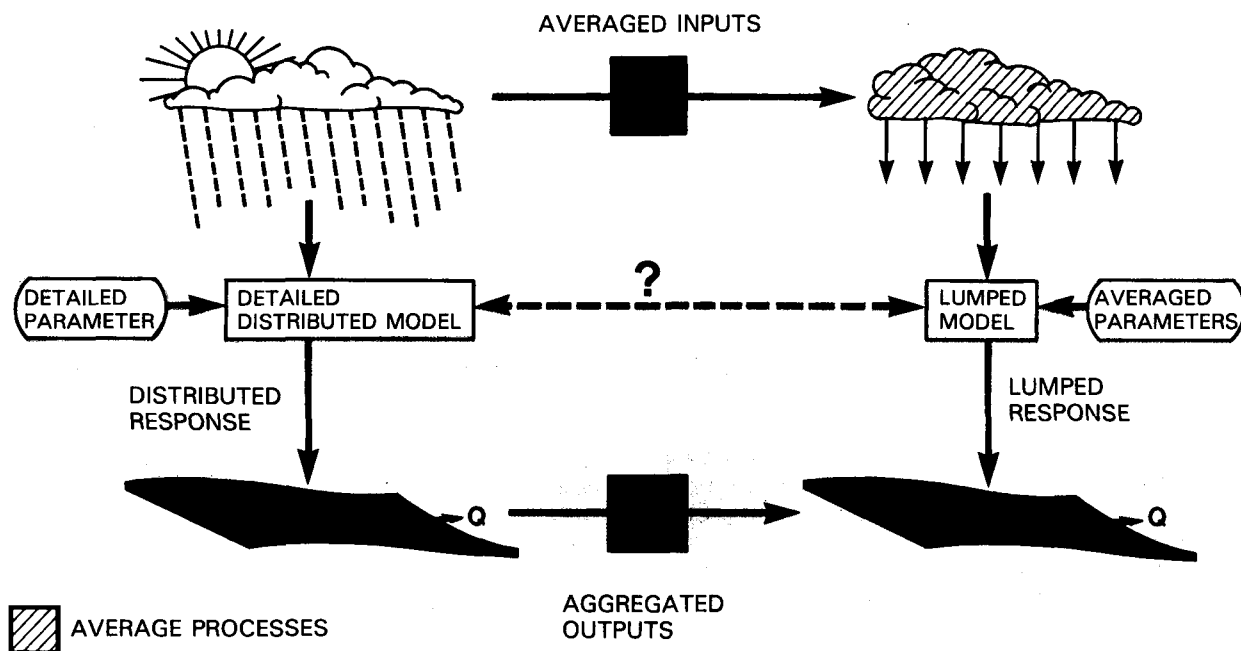 AVERAGED INPUTS
?
DETAILED
PARAMETER
DETAILED
DISTRIBUTED MODEL
LUMPED
MODEL
AVERAGED
PARAMETERS
DISTRIBUTED
RESPONSE
LUMPED
RESPONSE
Q
Q
AGGREGATED
OUTPUTS
AVERAGE PROCESSES